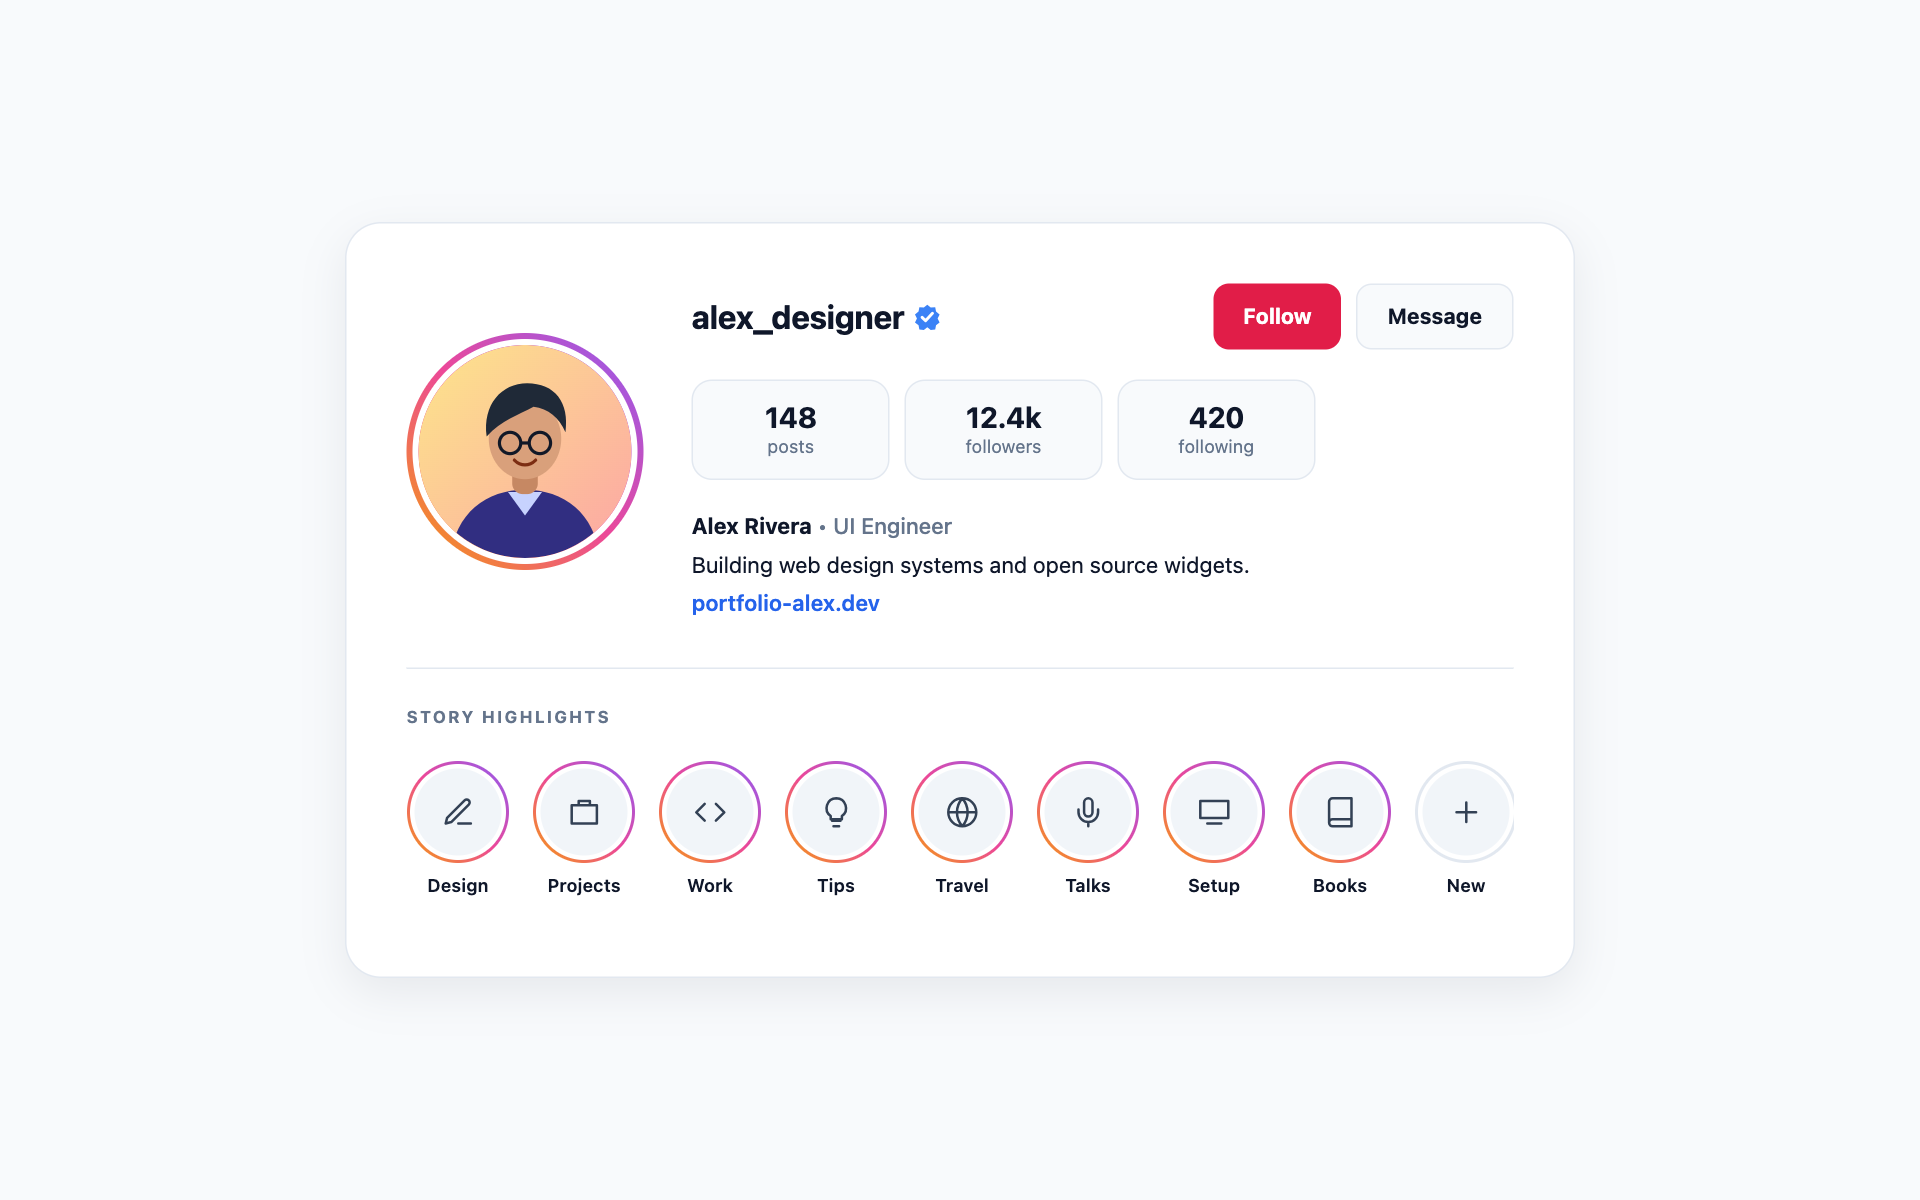 alex_designer
Follow
Message
148
posts
12.4k
followers
420
following
Alex Rivera • UI Engineer
Building web design systems and open source widgets.
portfolio-alex.dev
STORY HIGHLIGHTS
Design
Projects
Work
Tips
Travel
Talks
Setup
Books
New